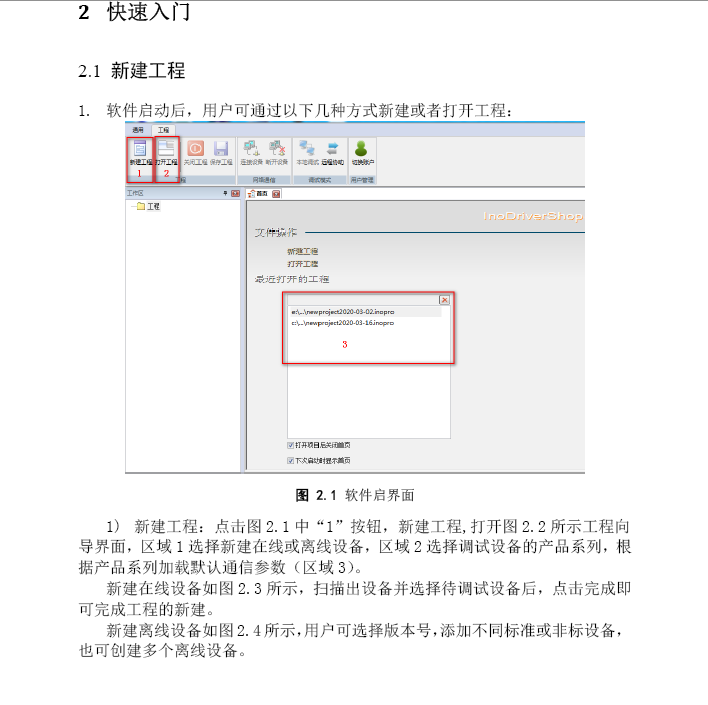 2 快速入门
2.1 新建工程
1. 软件启动后，用户可通过以下几种方式新建或者打开工程：
通用 工程
新建工程 打开工程 关闭工程 保存工程 连接设备 断开设备 本地调试 远程协助 切换账户
1 2
工程 网络通信 调试模式 用户管理
工作区 首页
工程
InoDriverShop
文件操作
新建工程
打开工程
最近打开的工程
e:\...\newproject2020-03-02.inopro
c:\...\newproject2020-03-16.inopro
3
打开项目后关闭首页
下次启动时显示首页
图 2.1 软件启界面
1） 新建工程：点击图 2.1 中“1”按钮，新建工程,打开图 2.2 所示工程向
导界面，区域 1 选择新建在线或离线设备，区域 2 选择调试设备的产品系列，根
据产品系列加载默认通信参数（区域 3）。
新建在线设备如图 2.3 所示，扫描出设备并选择待调试设备后，点击完成即
可完成工程的新建。
新建离线设备如图 2.4 所示，用户可选择版本号，添加不同标准或非标设备，
也可创建多个离线设备。